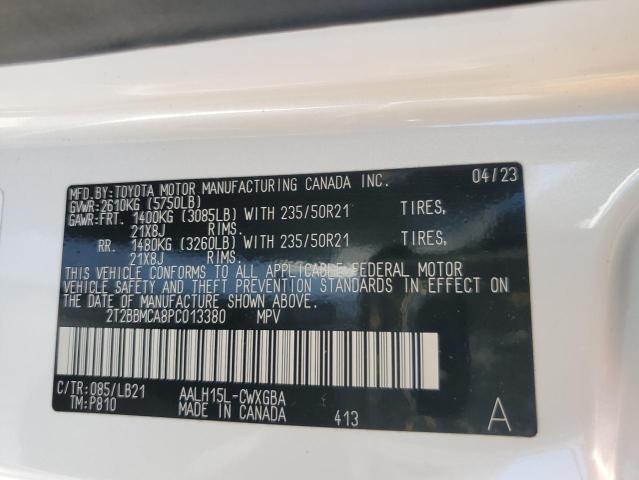 MFD.BY:TOYOTA MOTOR MANUFACTURING CANADA INC. 04/23
GVWR:2610KG (5750LB)
GAWR:FRT. 1400KG (3085LB) WITH 235/50R21 TIRES,
21X8J RIMS.
RR. 1480KG (3260LB) WITH 235/50R21 TIRES,
21X8J RIMS.
THIS VEHICLE CONFORMS TO ALL APPLICABLE FEDERAL MOTOR
VEHICLE SAFETY AND THEFT PREVENTION STANDARDS IN EFFECT ON
THE DATE OF MANUFACTURE SHOWN ABOVE.
2T2BBMCA8PC013380 MPV
C/TR:085/LB21 AALH15L-CWXGBA
TM:P810 MADE IN CANADA 413 A